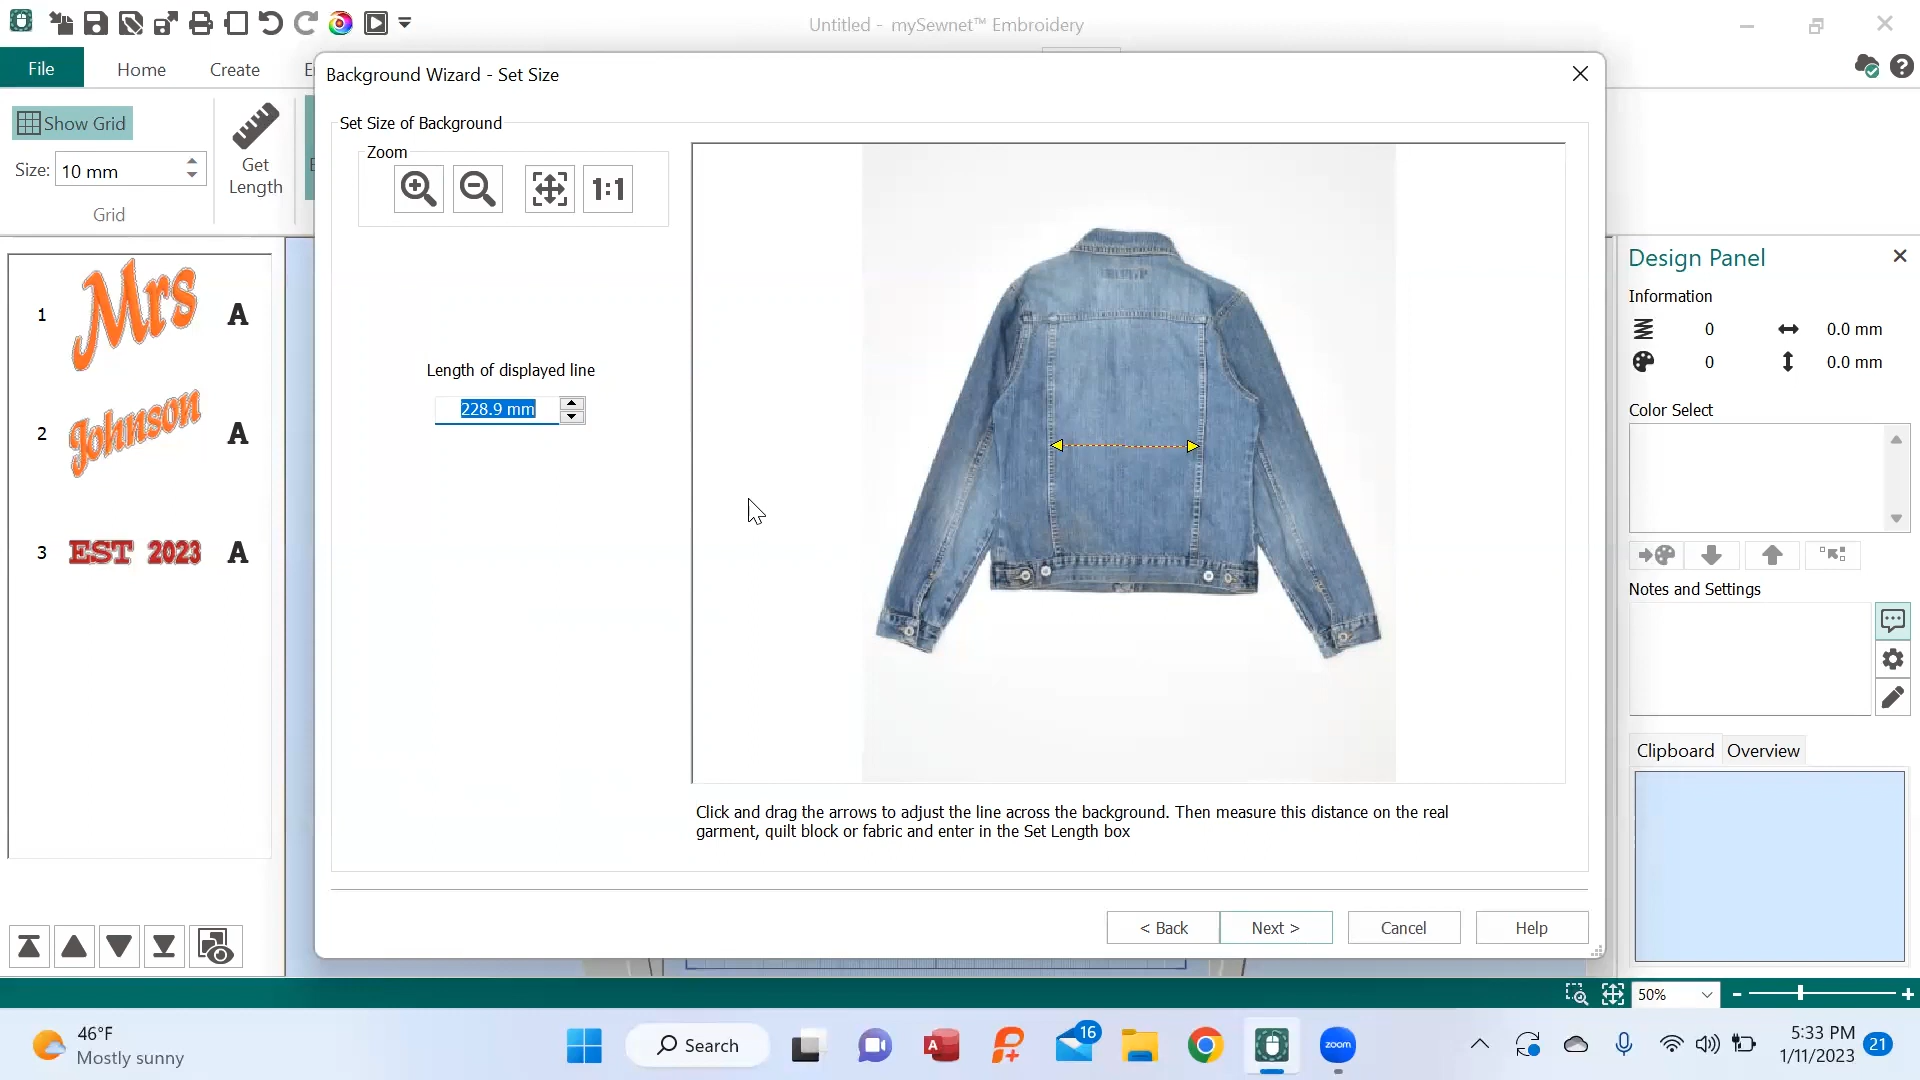 Untitled - mySewnet™ Embroidery
File
Home
Create
E
Show Grid
Size: 10 mm
Grid
Get
Length
Background Wizard - Set Size
Set Size of Background
Zoom
1:1
Length of displayed line
228.9 mm
Click and drag the arrows to adjust the line across the background. Then measure this distance on the real
garment, quilt block or fabric and enter in the Set Length box
< Back
Next >
Cancel
Help
1 Mrs A
2 Johnson A
3 EST 2023 A
Design Panel
Information
0 0.0 mm
0 0.0 mm
Color Select
Notes and Settings
Clipboard Overview
50%
46°F
Mostly sunny
Search
A
16
zoom
5:33 PM
1/11/2023
21